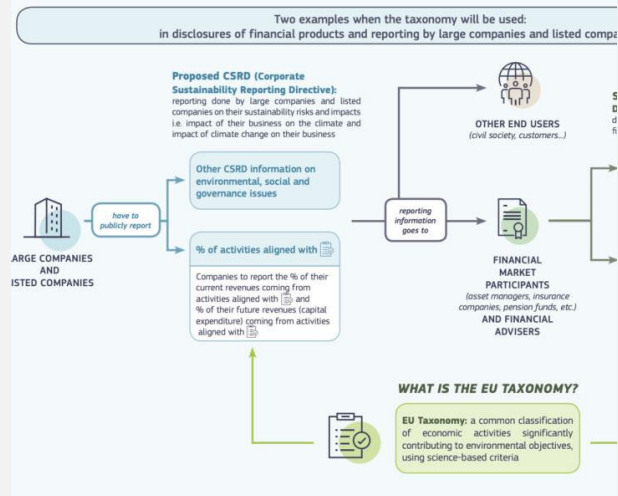 Two examples when the taxonomy will be used:
in disclosures of financial products and reporting by large companies and listed compa
Proposed CSRD (Corporate
Sustainability Reporting Directive):
reporting done by large companies and listed
companies on their sustainability risks and impacts
i.e. impact of their business on the climate and
impact of climate change on their business
Other CSRD information on
environmental, social and
governance issues
have to
publicly report
ARGE COMPANIES
AND
ISTED COMPANIES
% of activities aligned with
Companies to report the % of their
current revenues coming from
activities aligned with and
% of their future revenues (capital
expenditure) coming from activities
aligned with
reporting
information
goes to
OTHER END USERS
(civil society, customers...)
FINANCIAL
MARKET
PARTICIPANTS
(asset managers, insurance
companies, pension funds, etc.)
AND FINANCIAL
ADVISERS
S
D
d
fi
WHAT IS THE EU TAXONOMY?
EU Taxonomy: a common classification
of economic activities significantly
contributing to environmental objectives,
using science-based criteria